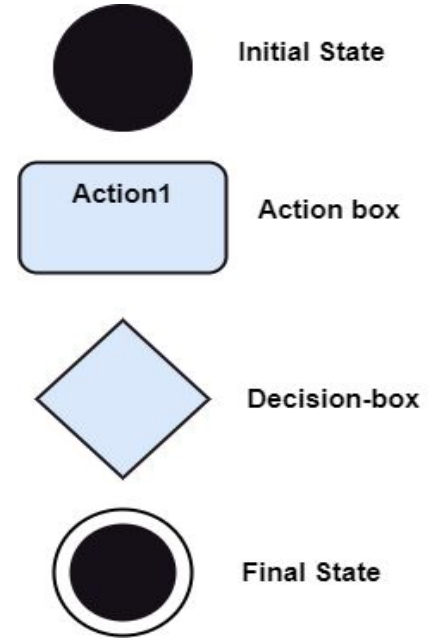 Initial State
Action1
Action box
Decision-box
Final State